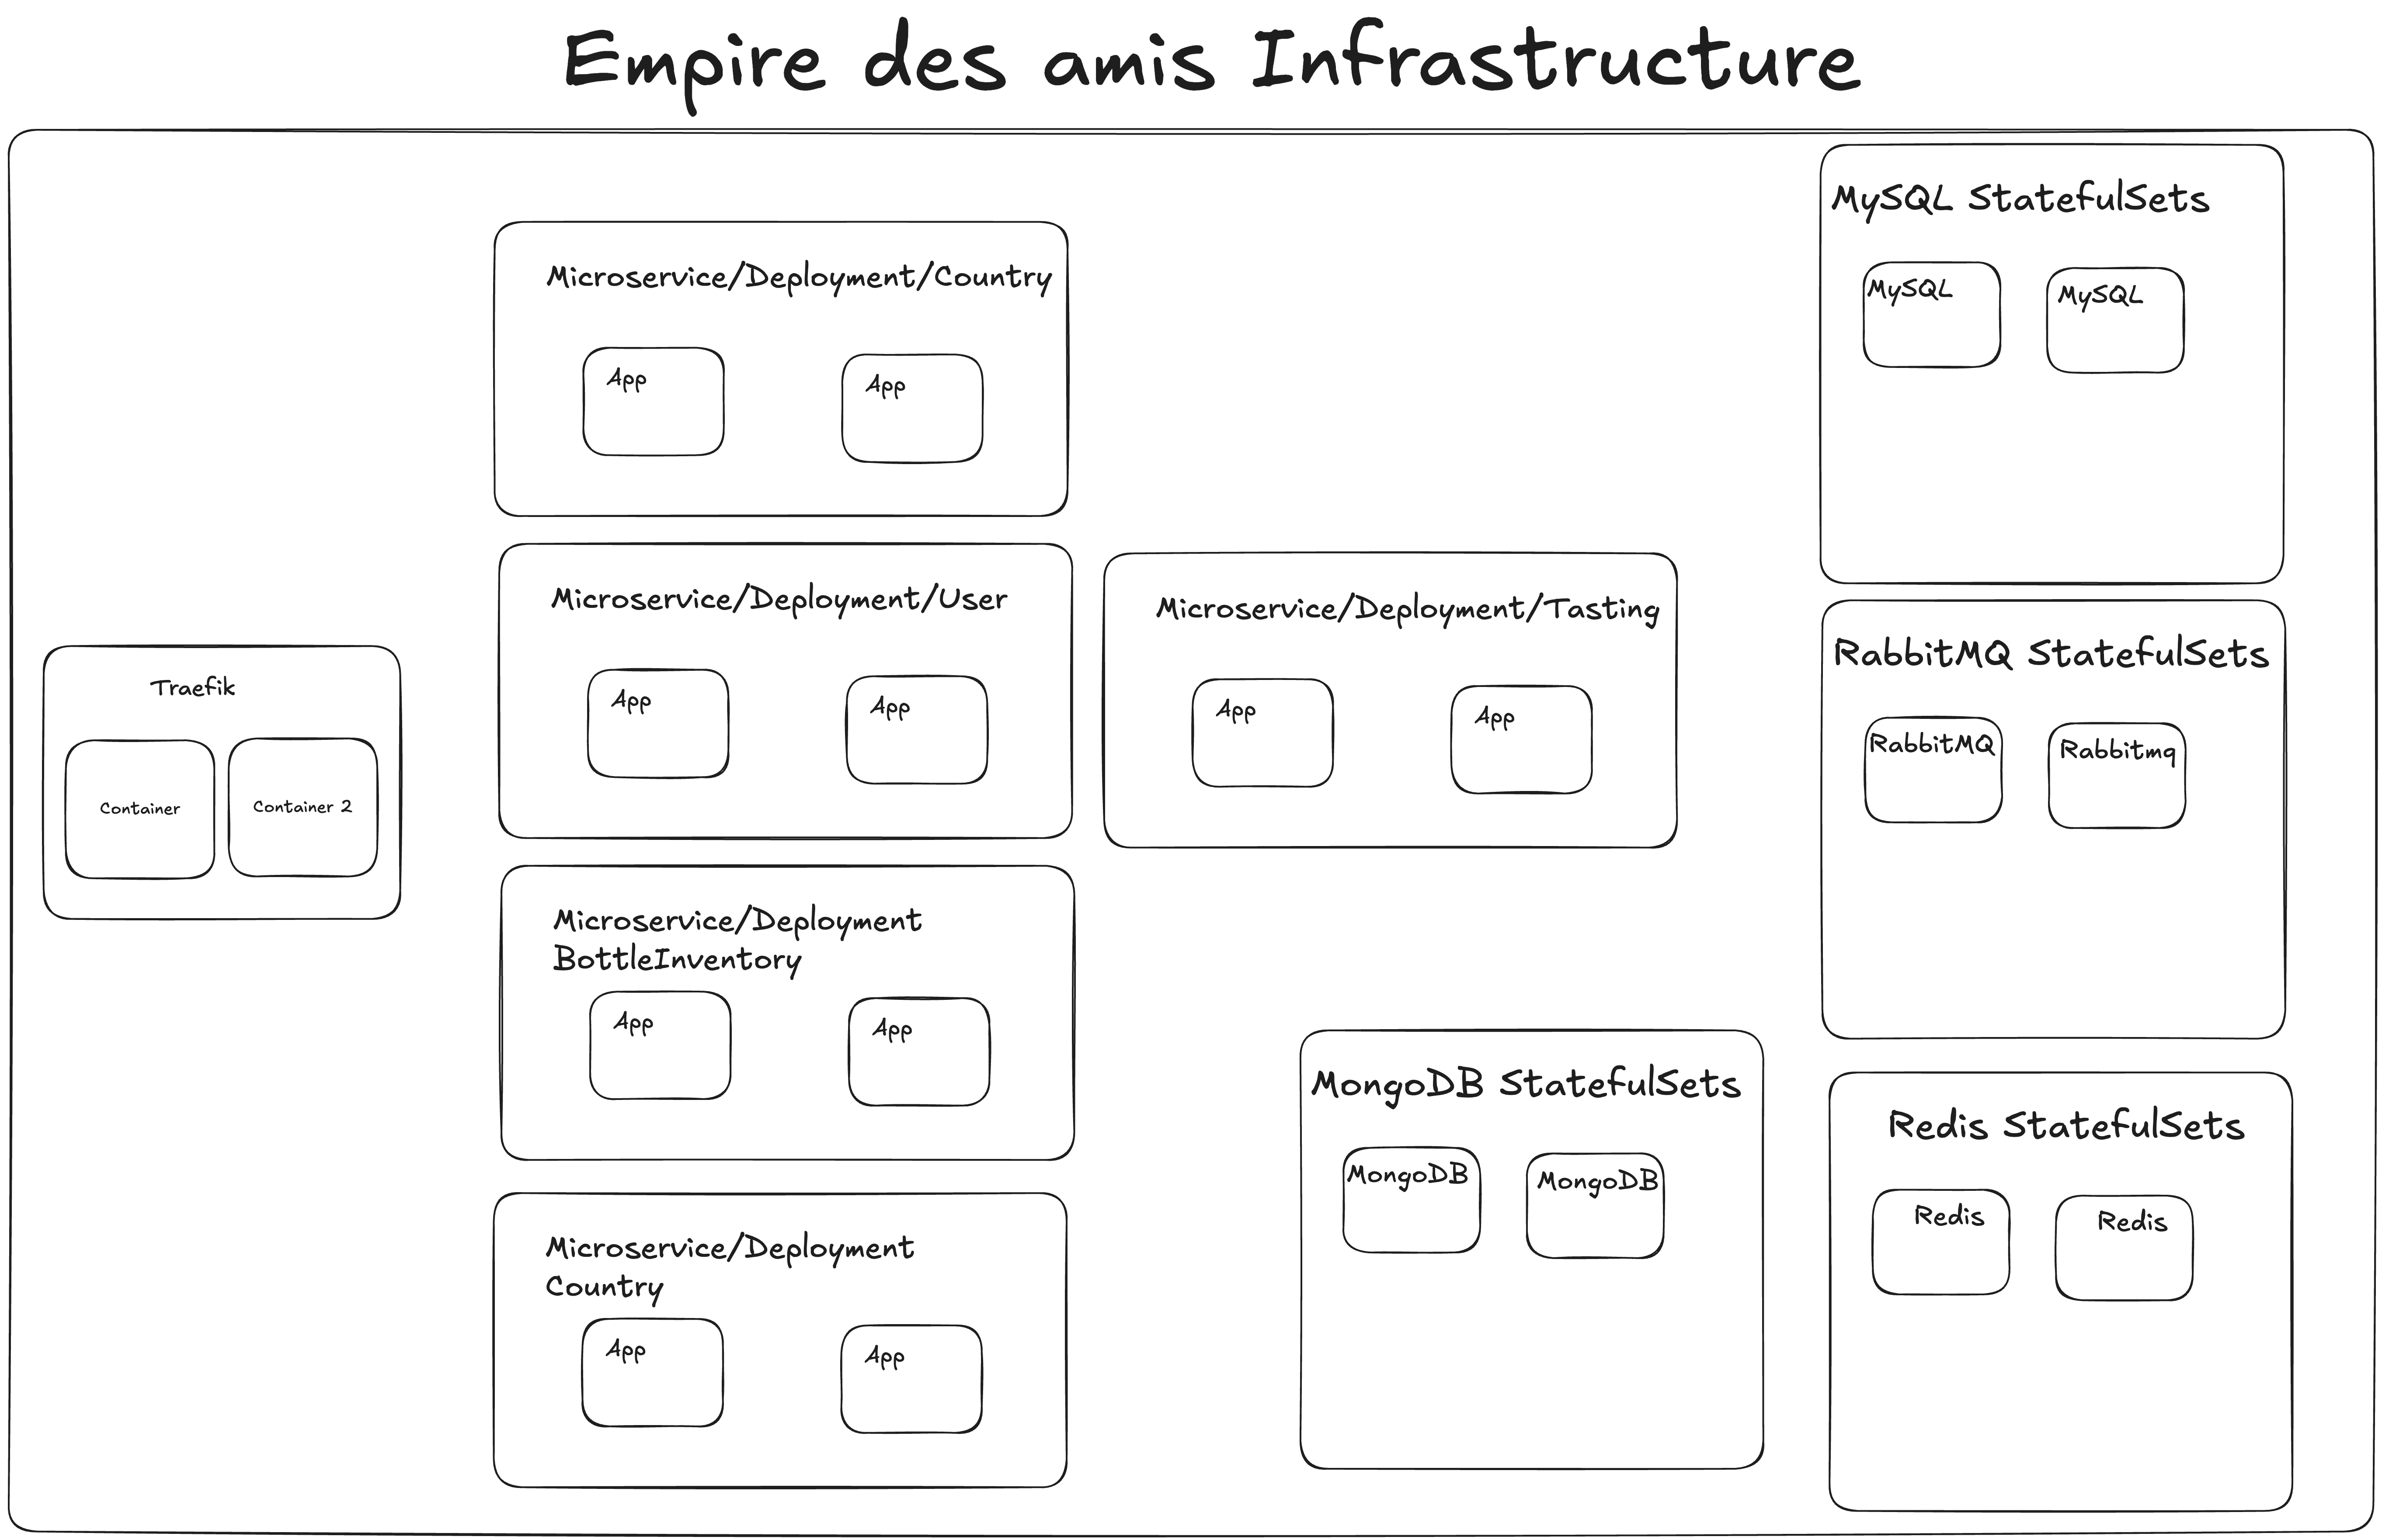 Empire des amis Infrastructure
Microservice/Deployment/Country
App
App
Microservice/Deployment/User
App
App
Traefik
Container
Container 2
Microservice/Deployment
BottleInventory
App
App
Microservice/Deployment
Country
App
App
Microservice/Deployment/Tasting
App
App
MongoDB StatefulSets
MongoDB
MongoDB
MySQL StatefulSets
MySQL
MySQL
RabbitMQ StatefulSets
RabbitMQ
Rabbitmq
Redis StatefulSets
Redis
Redis